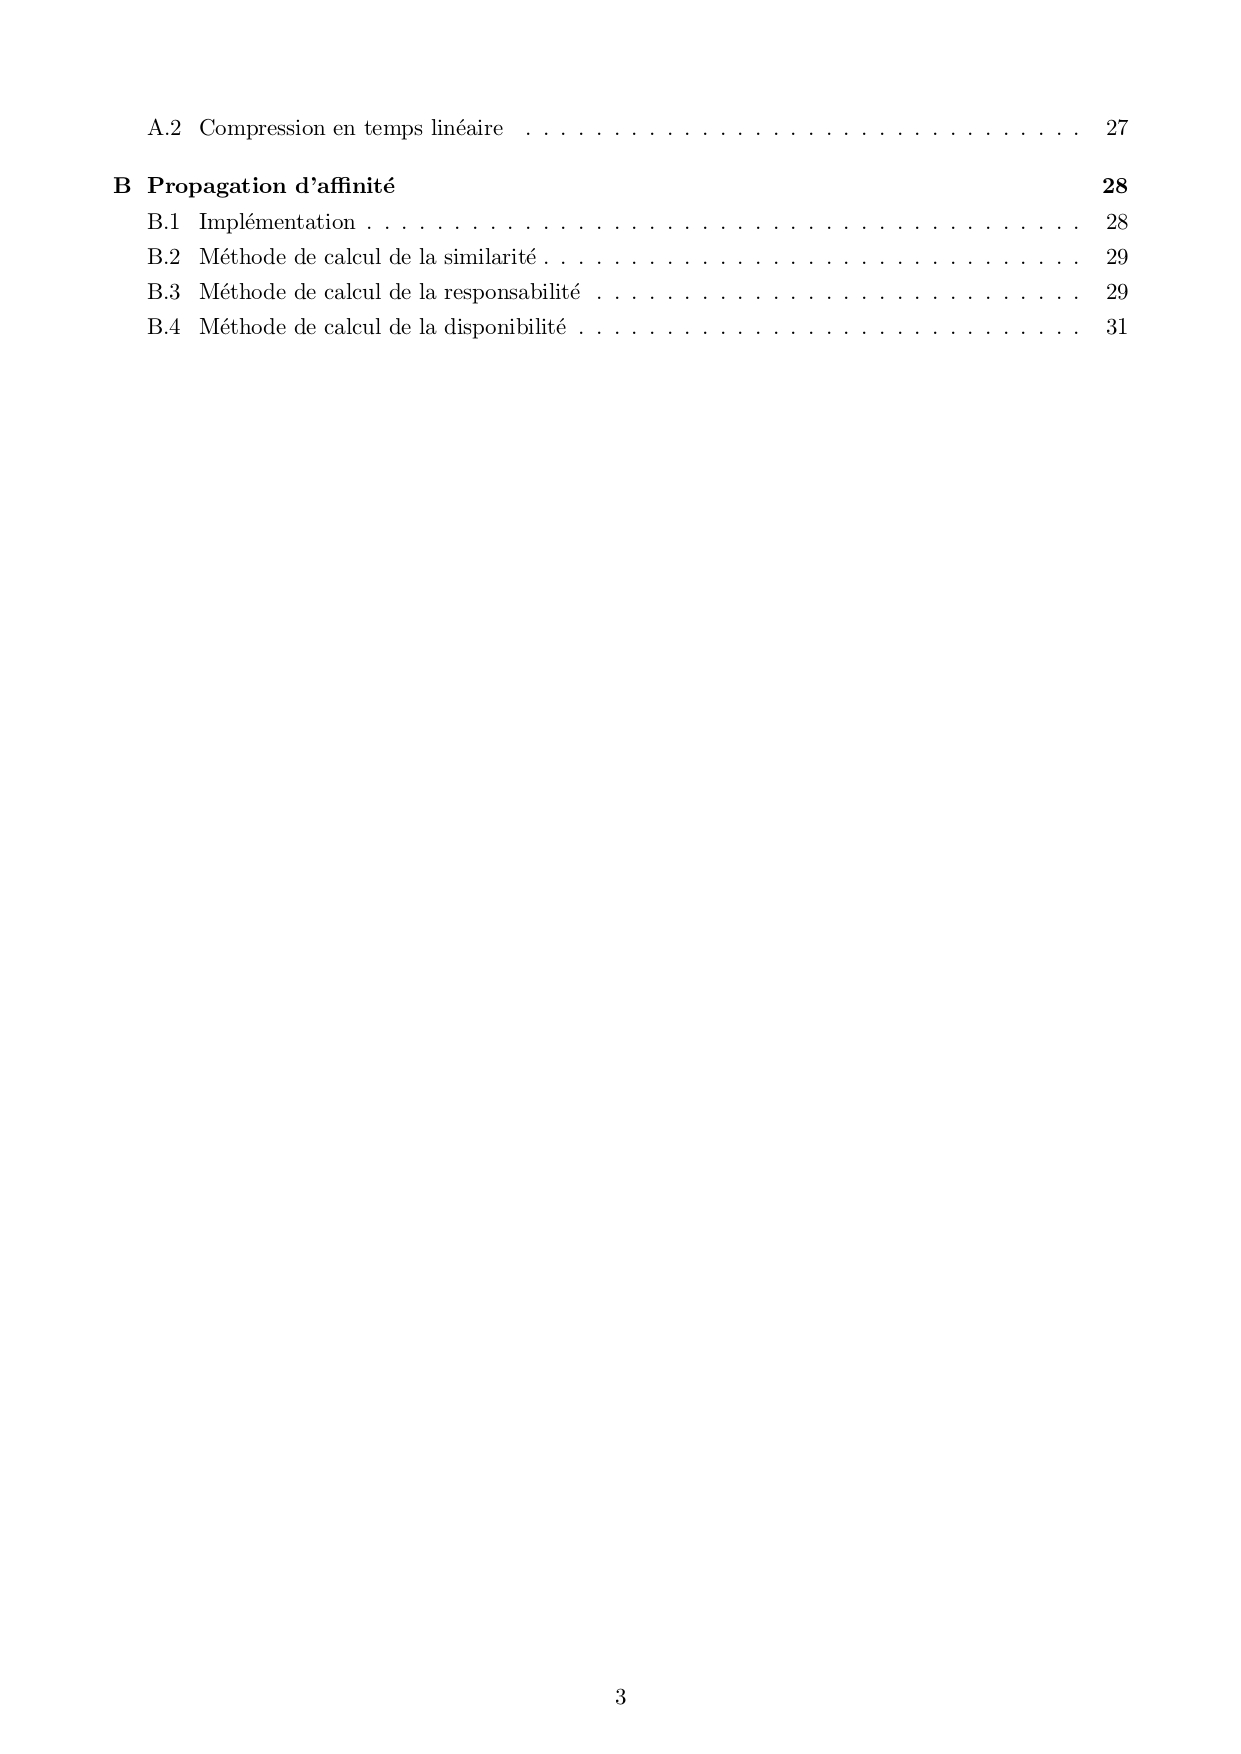 A.2 Compression en temps linéaire . . . . . . . . . . . . . . . . . . . . . . . . . . . . . . . . 27
B Propagation d'affinité 28
B.1 Implémentation . . . . . . . . . . . . . . . . . . . . . . . . . . . . . . . . . . . . . . . . . 28
B.2 Méthode de calcul de la similarité . . . . . . . . . . . . . . . . . . . . . . . . . . . . . . . 29
B.3 Méthode de calcul de la responsabilité . . . . . . . . . . . . . . . . . . . . . . . . . . . . 29
B.4 Méthode de calcul de la disponibilité . . . . . . . . . . . . . . . . . . . . . . . . . . . . . 31
3